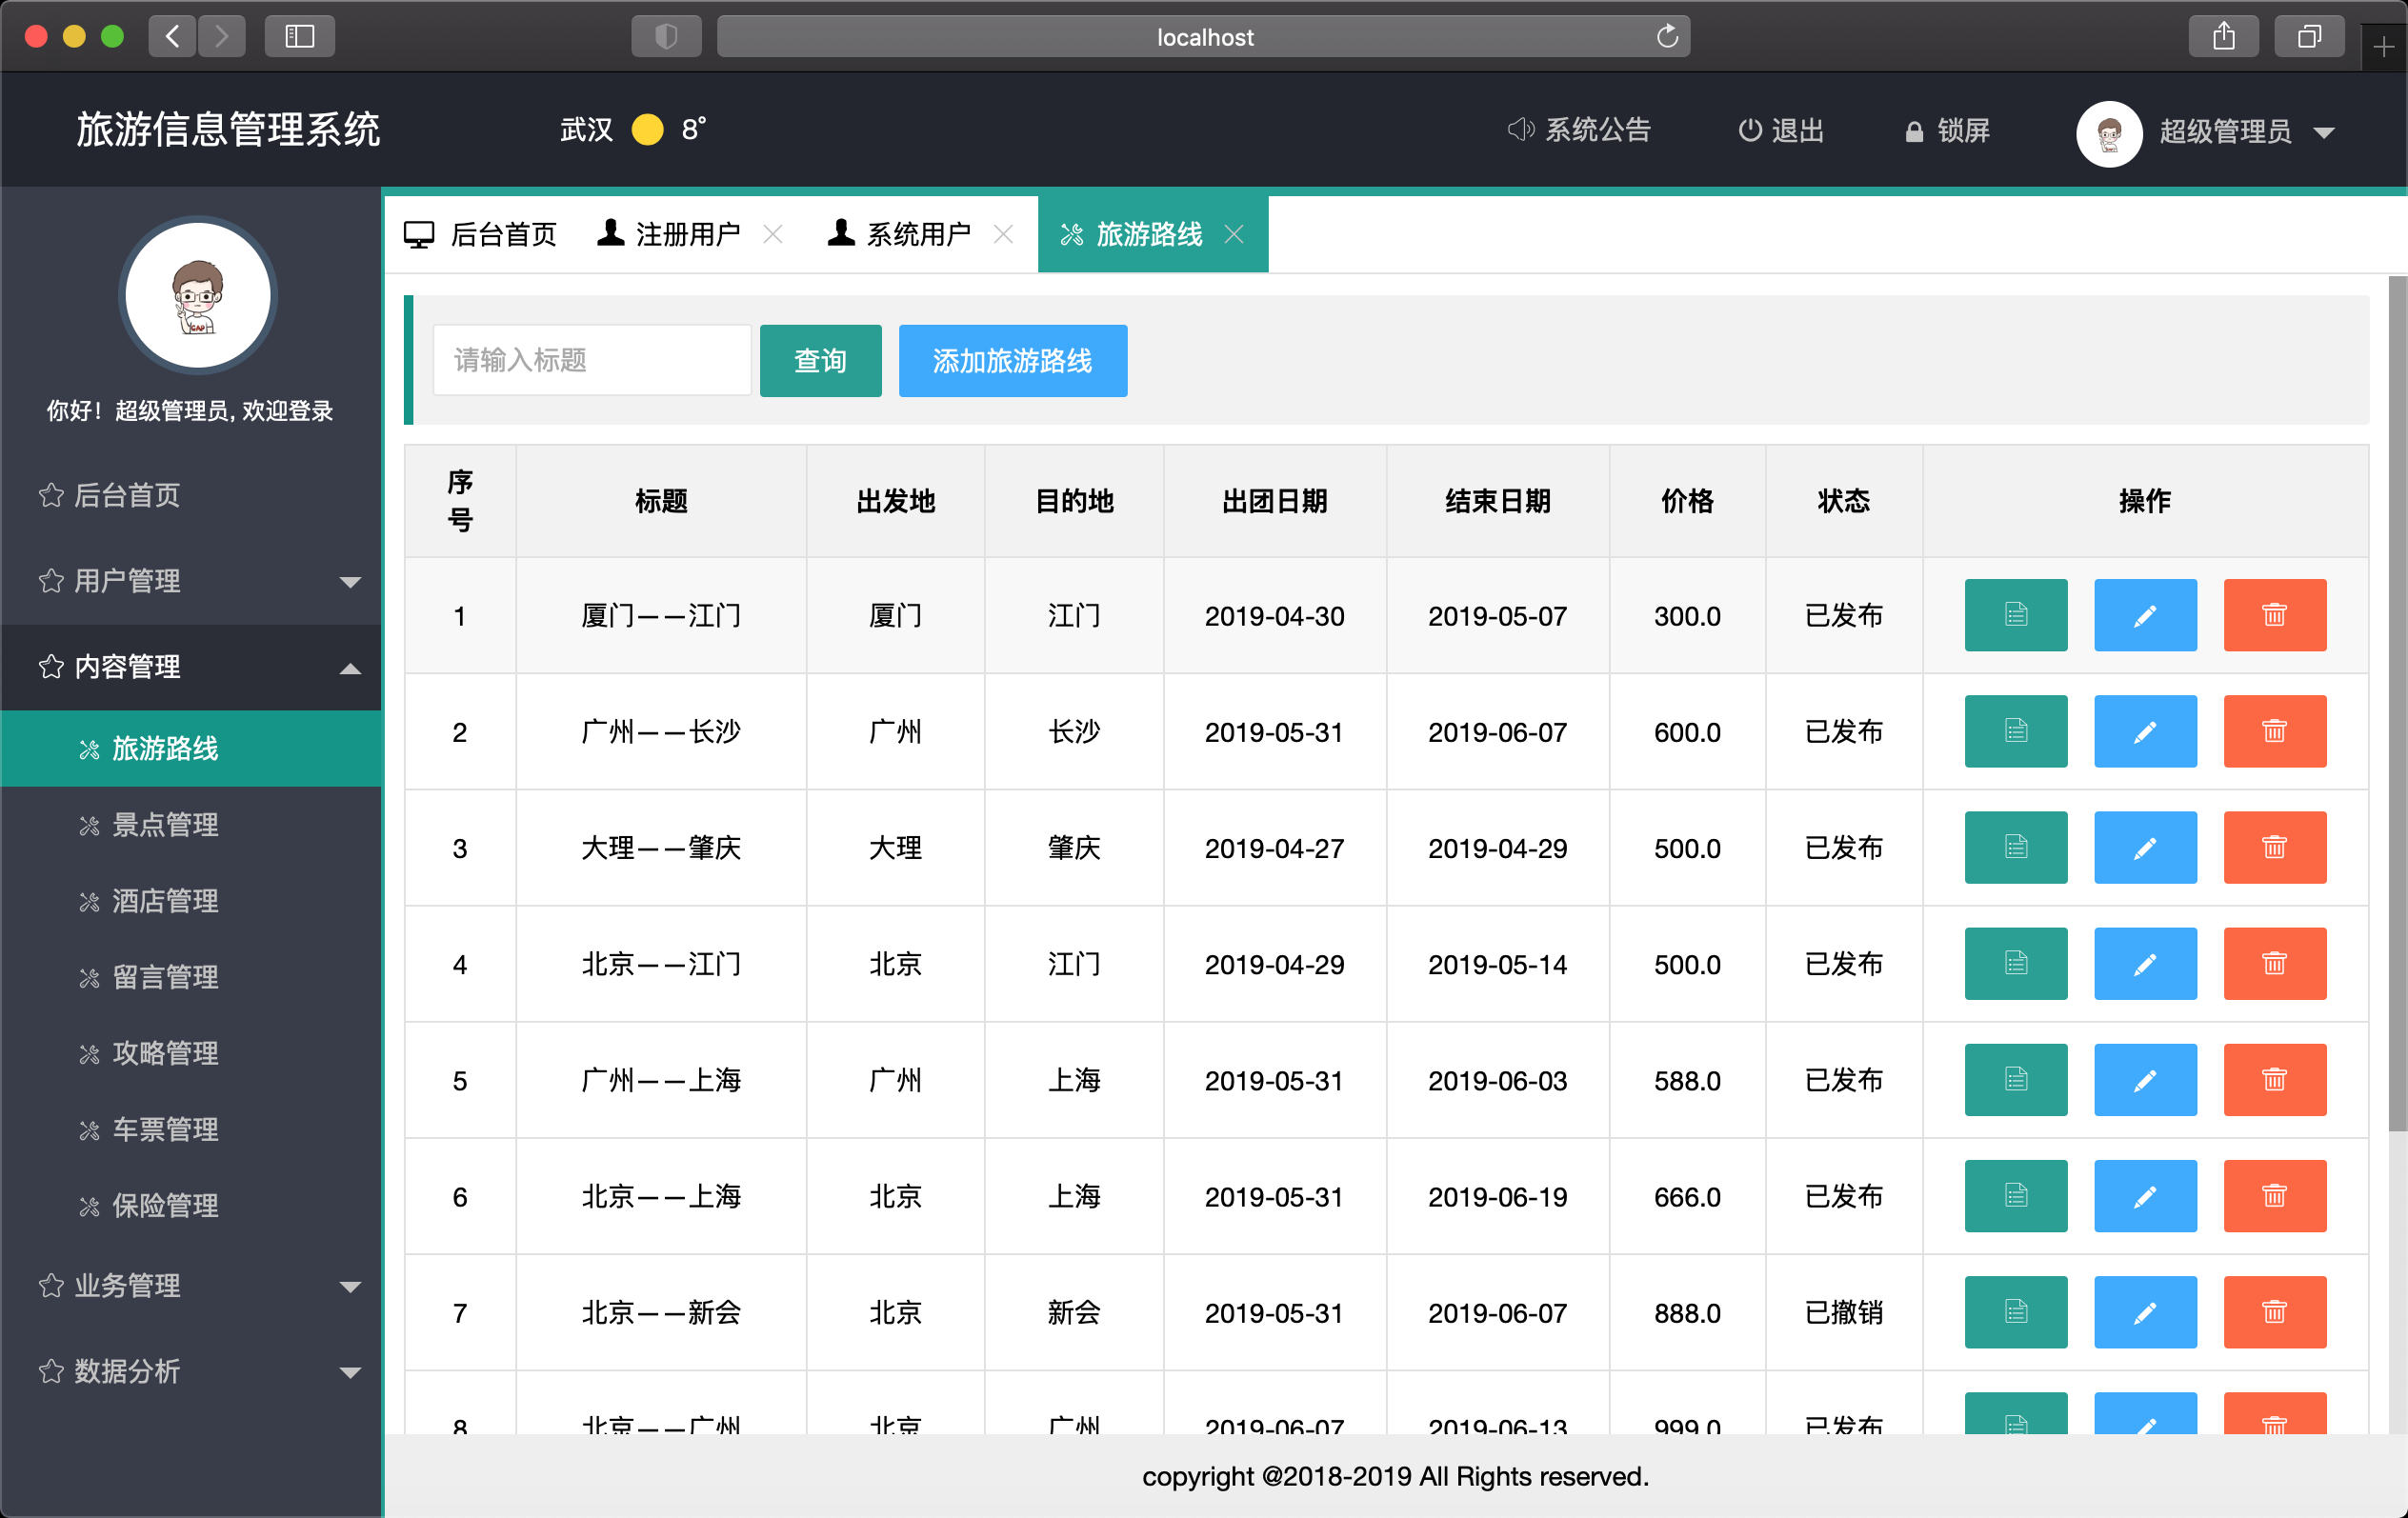 localhost
旅游信息管理系统 武汉 8° 系统公告 退出 锁屏 超级管理员
后台首页 注册用户 系统用户 旅游路线
你好！超级管理员, 欢迎登录
后台首页
用户管理
内容管理
旅游路线
景点管理
酒店管理
留言管理
攻略管理
车票管理
保险管理
业务管理
数据分析
请输入标题 查询 添加旅游路线
序号 标题 出发地 目的地 出团日期 结束日期 价格 状态 操作
1 厦门——江门 厦门 江门 2019-04-30 2019-05-07 300.0 已发布
2 广州——长沙 广州 长沙 2019-05-31 2019-06-07 600.0 已发布
3 大理——肇庆 大理 肇庆 2019-04-27 2019-04-29 500.0 已发布
4 北京——江门 北京 江门 2019-04-29 2019-05-14 500.0 已发布
5 广州——上海 广州 上海 2019-05-31 2019-06-03 588.0 已发布
6 北京——上海 北京 上海 2019-05-31 2019-06-19 666.0 已发布
7 北京——新会 北京 新会 2019-05-31 2019-06-07 888.0 已撤销
8 北京——广州 北京 广州 2019-06-07 2019-06-13 999.0 已发布
copyright @2018-2019 All Rights reserved.